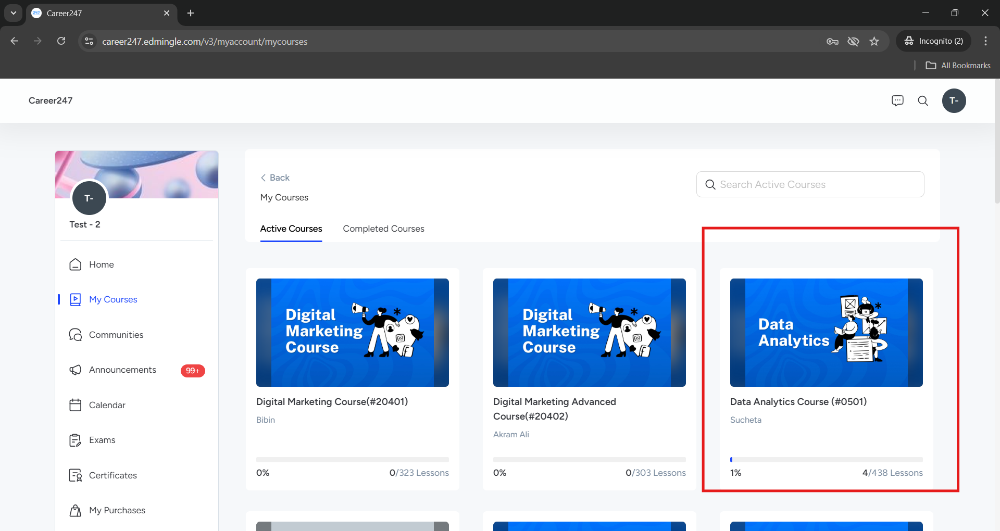 Career247
career247.edmingle.com/v3/myaccount/mycourses
Incognito (2)
All Bookmarks
Career247
T-
T-
Test - 2
Home
My Courses
Communities
Announcements
99+
Calendar
Exams
Certificates
My Purchases
Back
Search Active Courses
My Courses
Active Courses
Completed Courses
Digital
Marketing
Course
Digital Marketing Course(#20401)
Bibin
0%
0/323 Lessons
Digital
Marketing
Course
Digital Marketing Advanced
Course(#20402)
Akram Ali
0%
0/303 Lessons
Data
Analytics
Data Analytics Course (#0501)
Sucheta
1%
4/438 Lessons